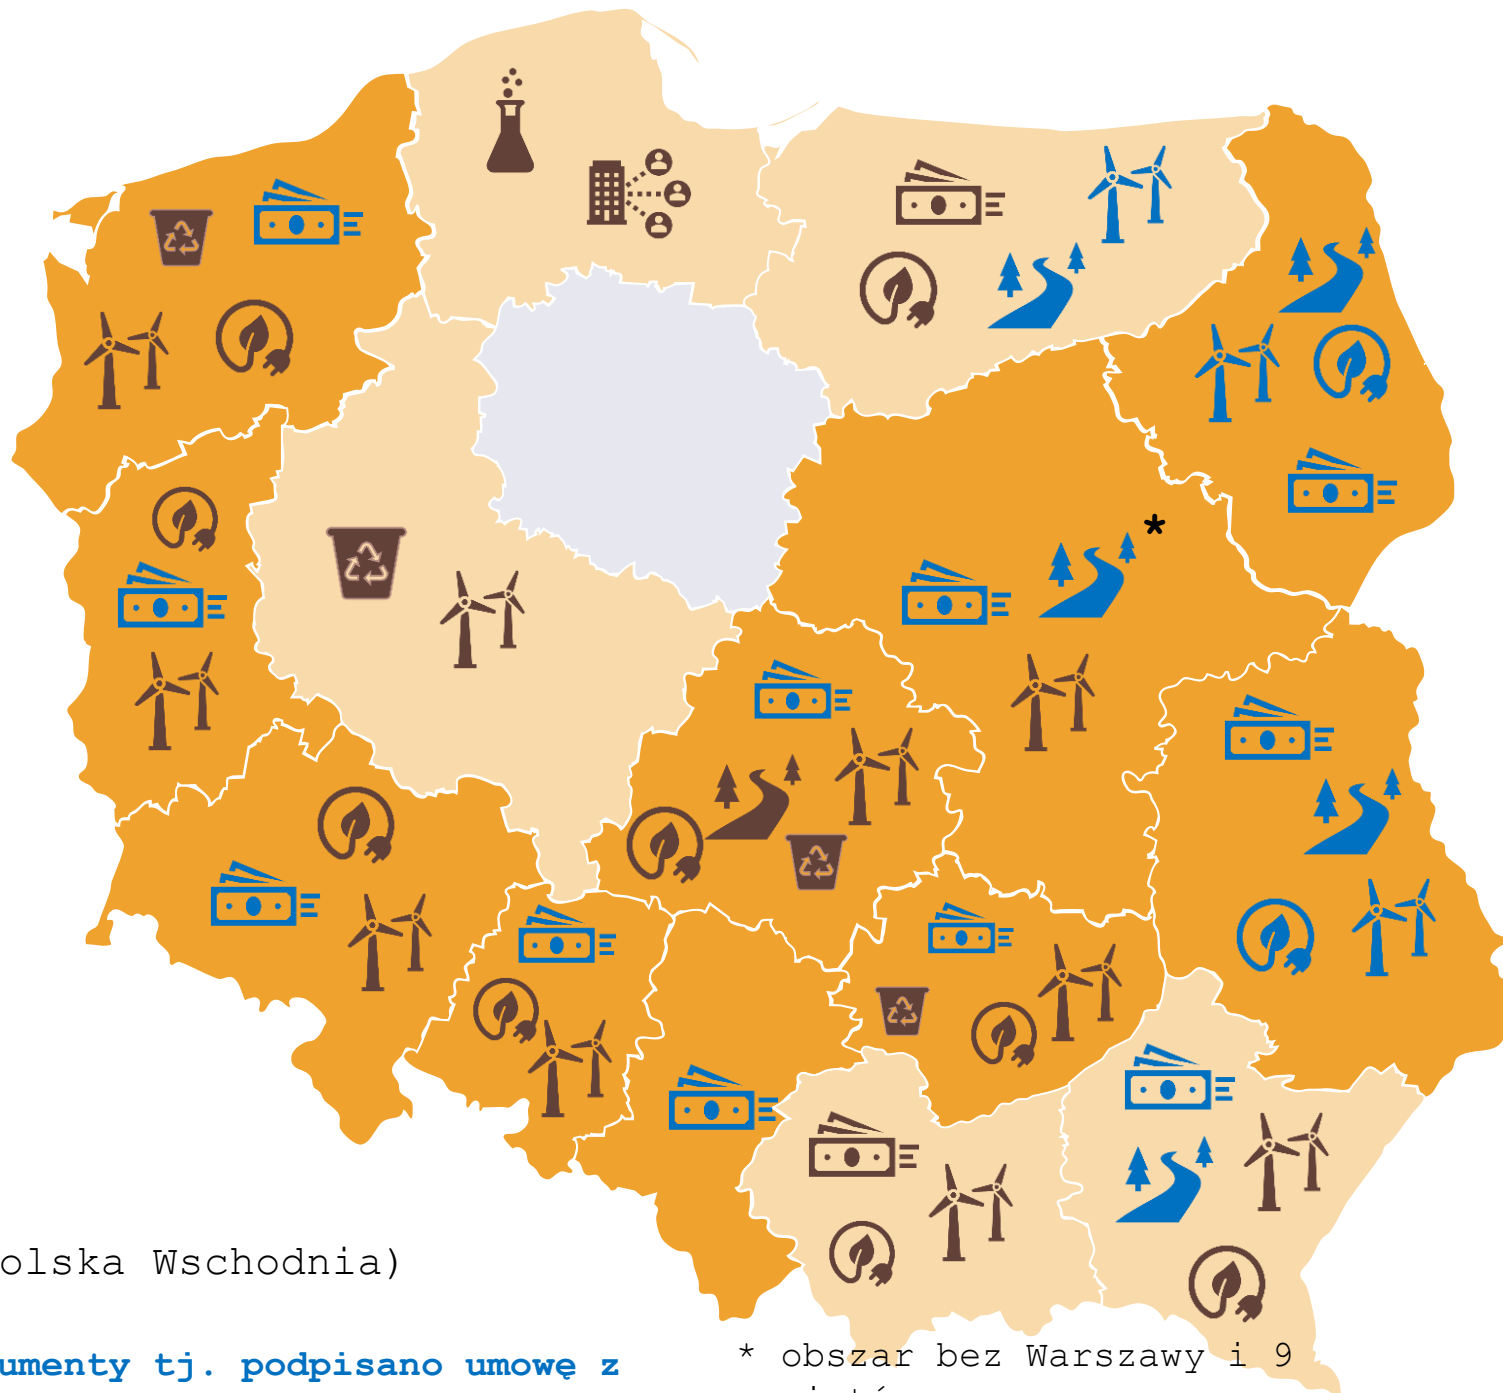 *
olska Wschodnia)
umenty tj. podpisano umowę z
* obszar bez Warszawy i 9